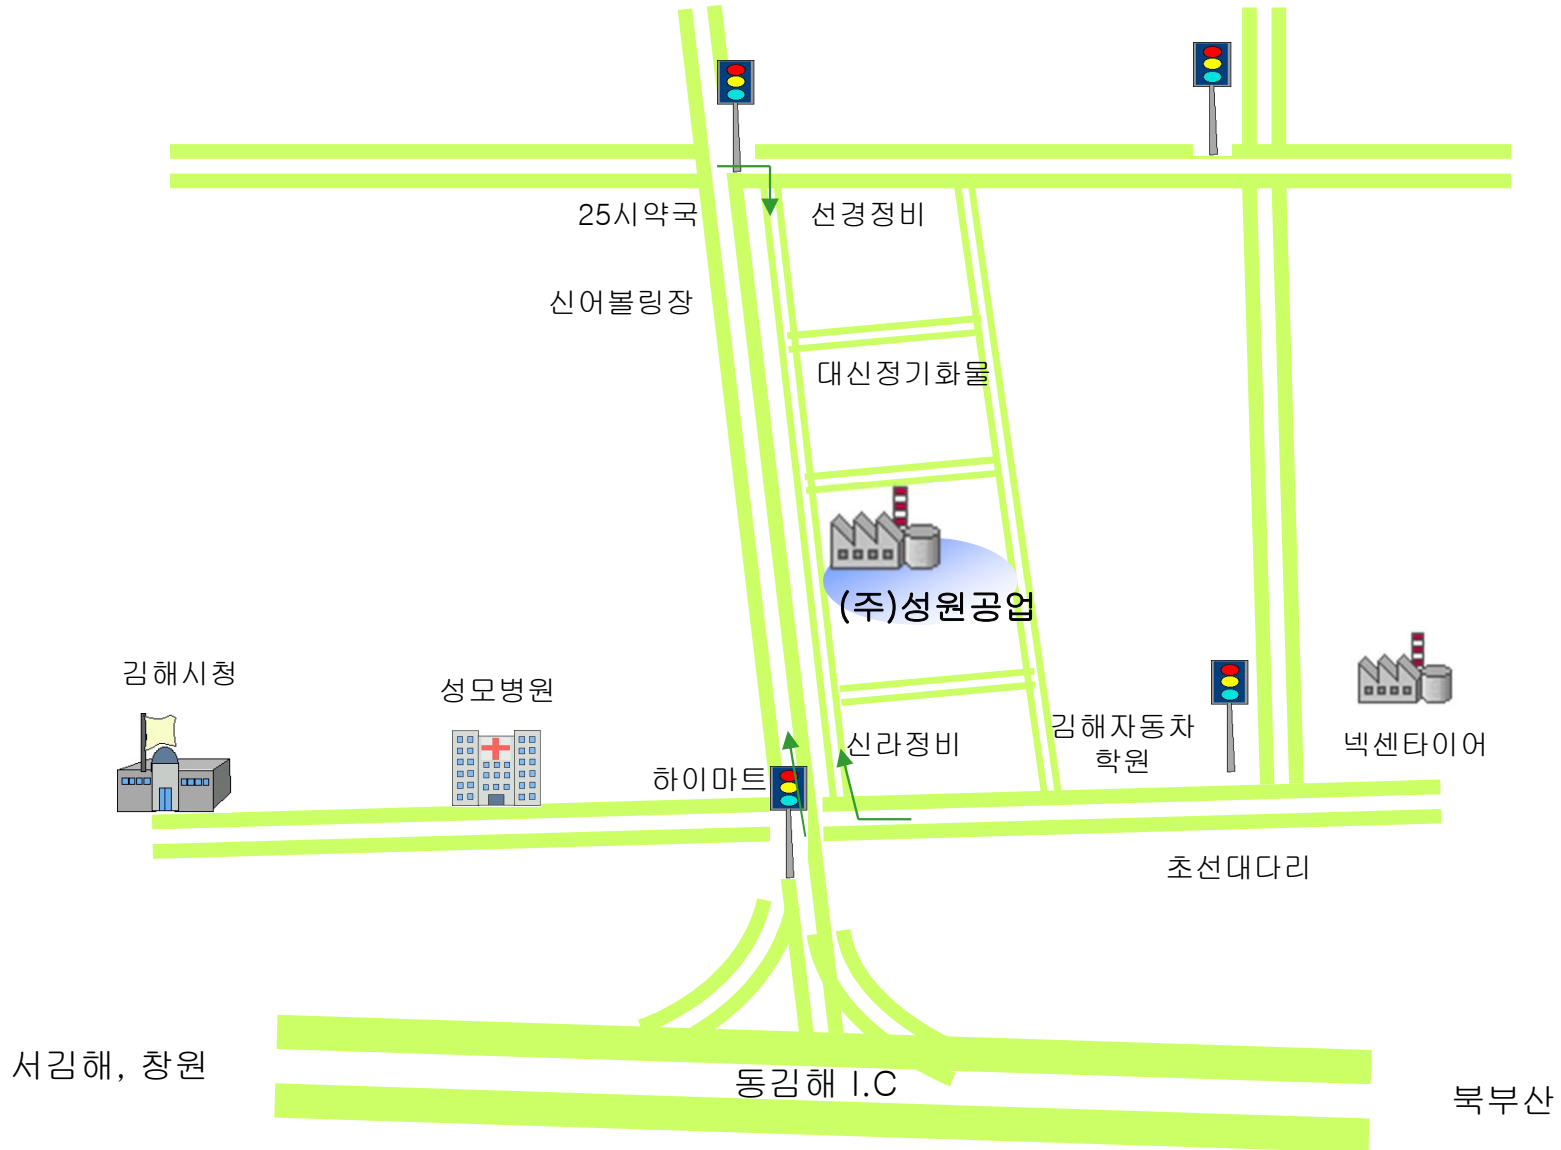 25시약국
선경정비
신어볼링장
대신정기화물
(주)성원공업
김해시청
성모병원
하이마트
신라정비
김해자동차
학원
넥센타이어
초선대다리
서김해, 창원
동김해 I.C
북부산